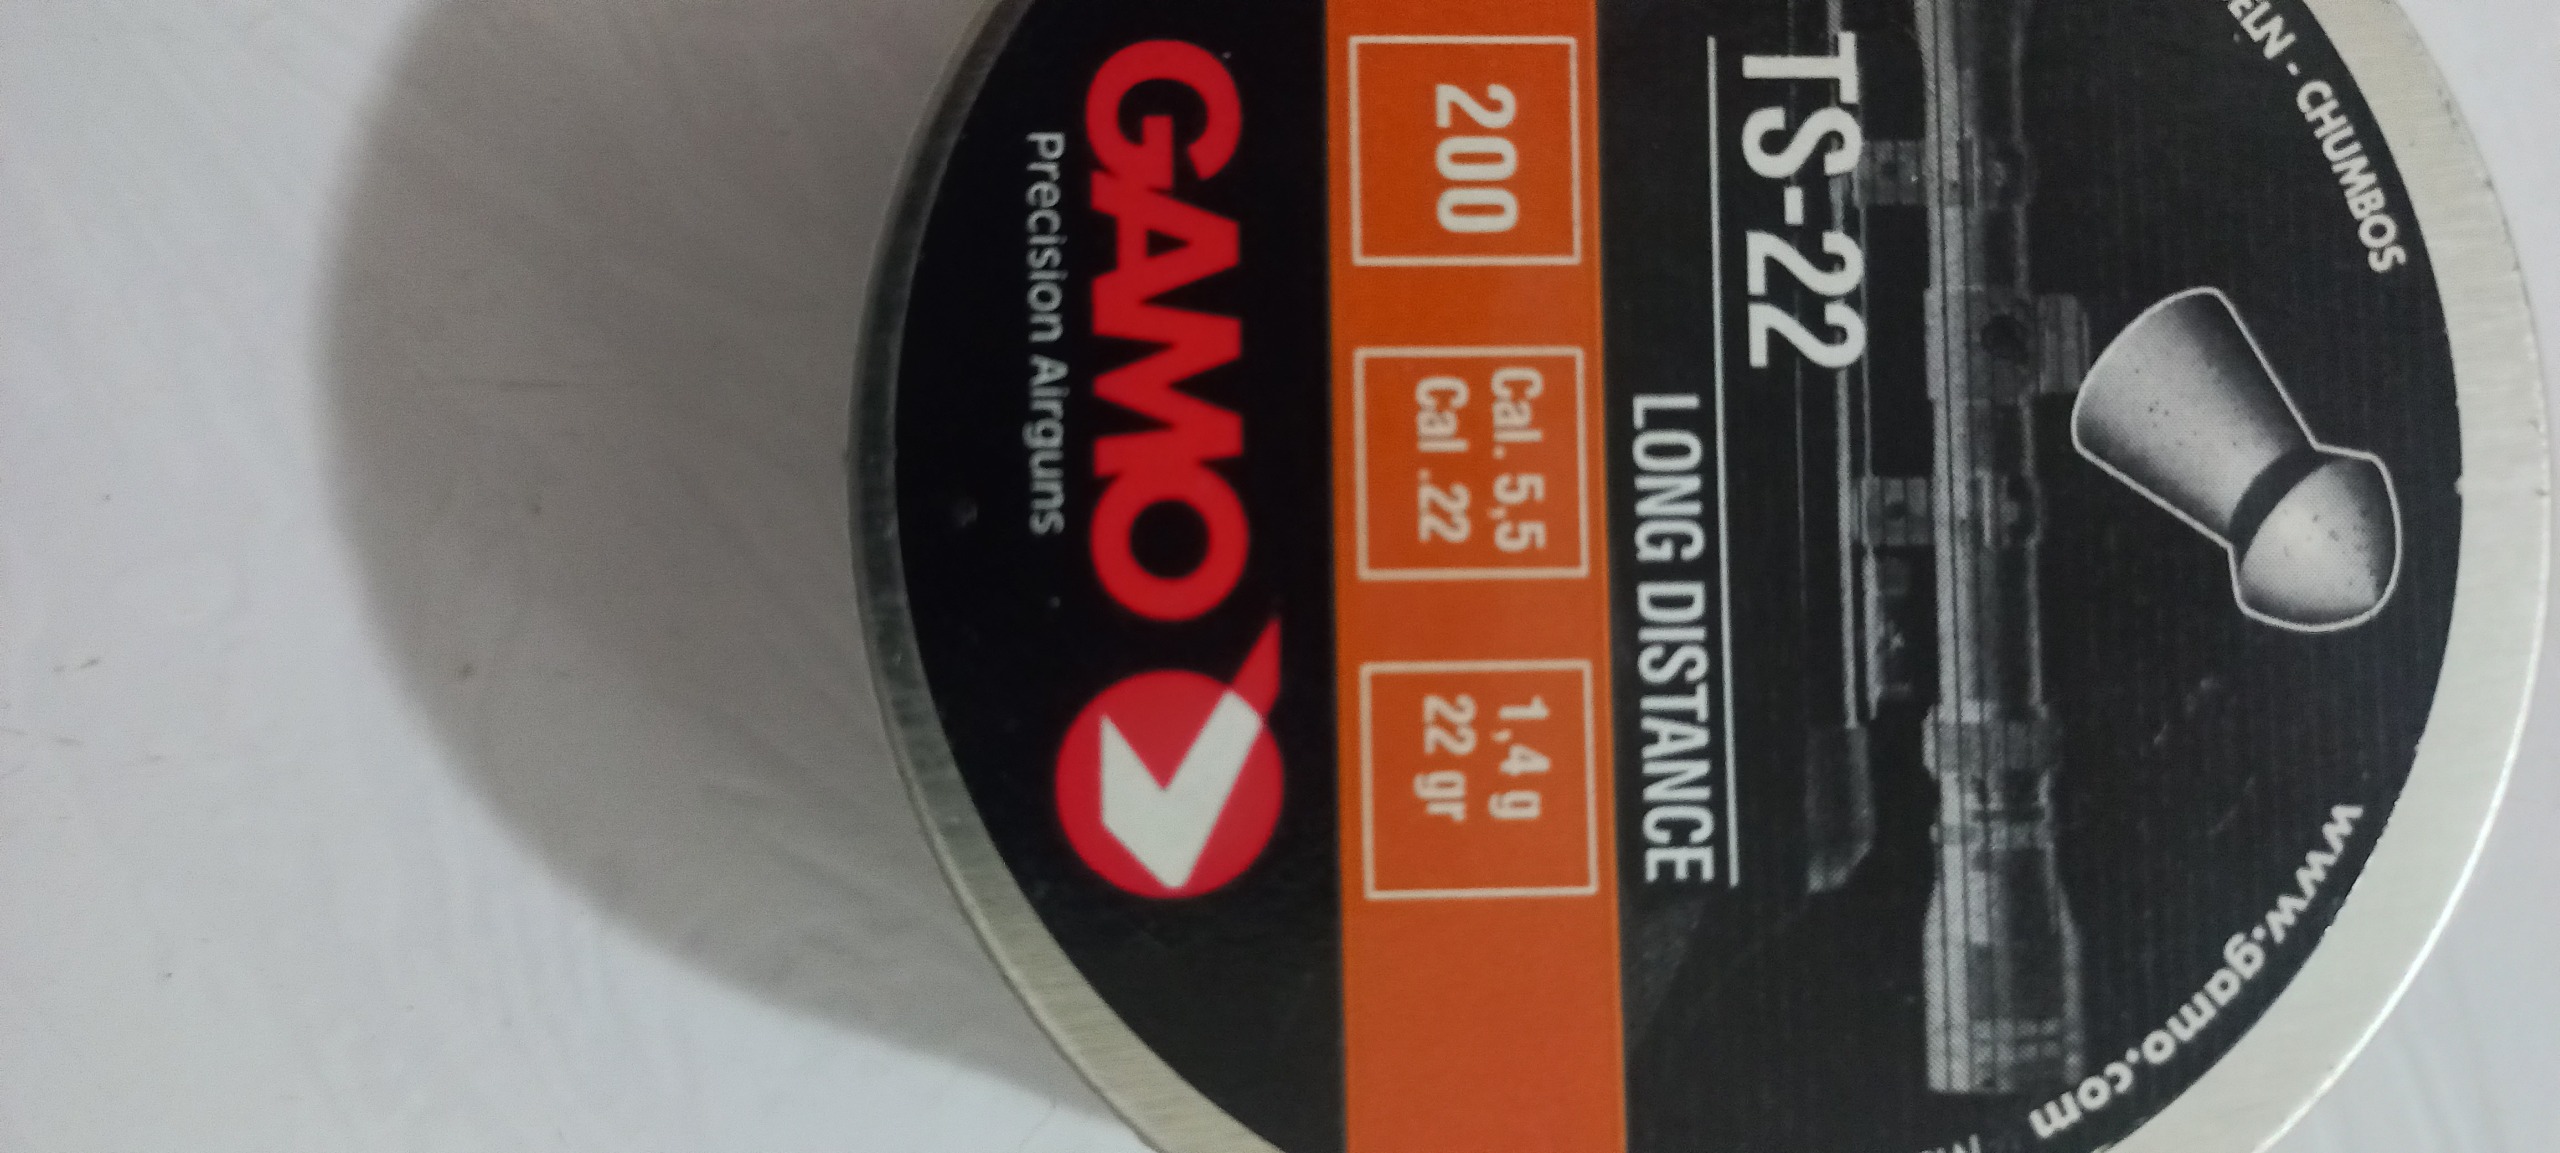 ELN - CHUMBOS
www.gamo.com
TS-22
LONG DISTANCE
200
Cal. 5,5
Cal .22
1,4 g
22 gr
GAMO
Precision Airguns